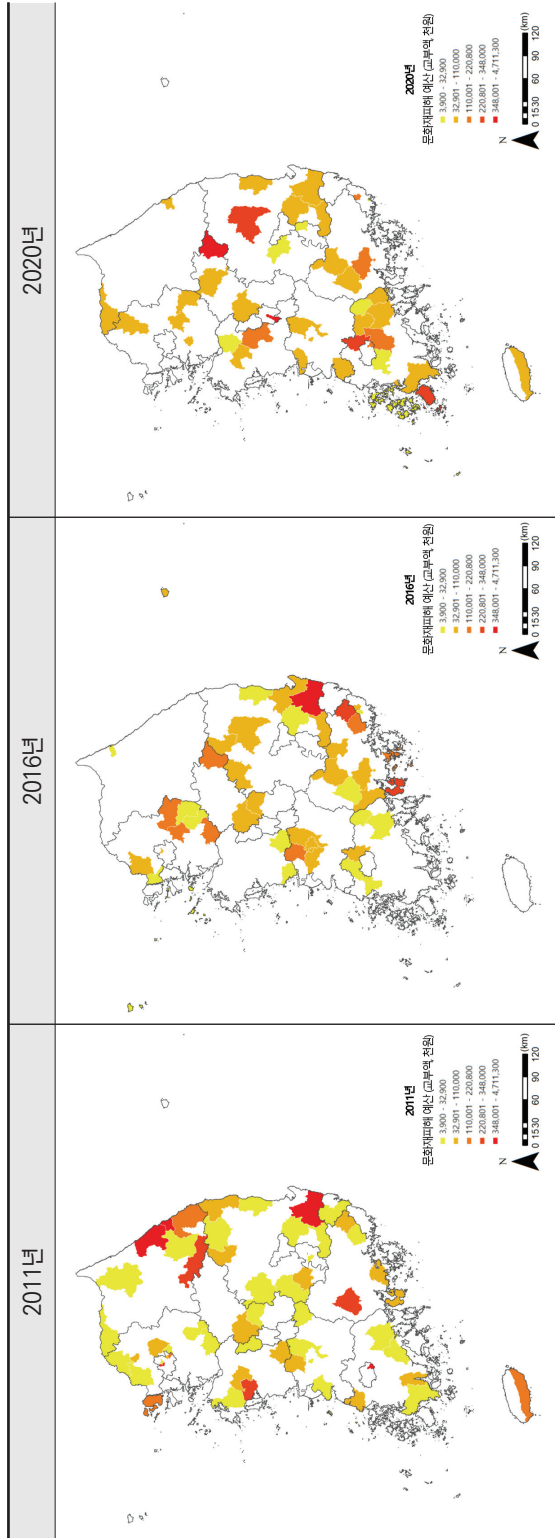 2011년
2016년
2020년
2011년
문화재피해 예산 (교부액, 천원)
3,900 - 32,900
32,901 - 110,000
110,001 - 220,800
220,801 - 348,000
348,001 - 4,711,300
N
(km)
0 1530 60 90 120
2016년
문화재피해 예산 (교부액, 천원)
3,900 - 32,900
32,901 - 110,000
110,001 - 220,800
220,801 - 348,000
348,001 - 4,711,300
N
(km)
0 1530 60 90 120
2020년
문화재피해 예산 (교부액, 천원)
3,900 - 32,900
32,901 - 110,000
110,001 - 220,800
220,801 - 348,000
348,001 - 4,711,300
N
(km)
0 1530 60 90 120